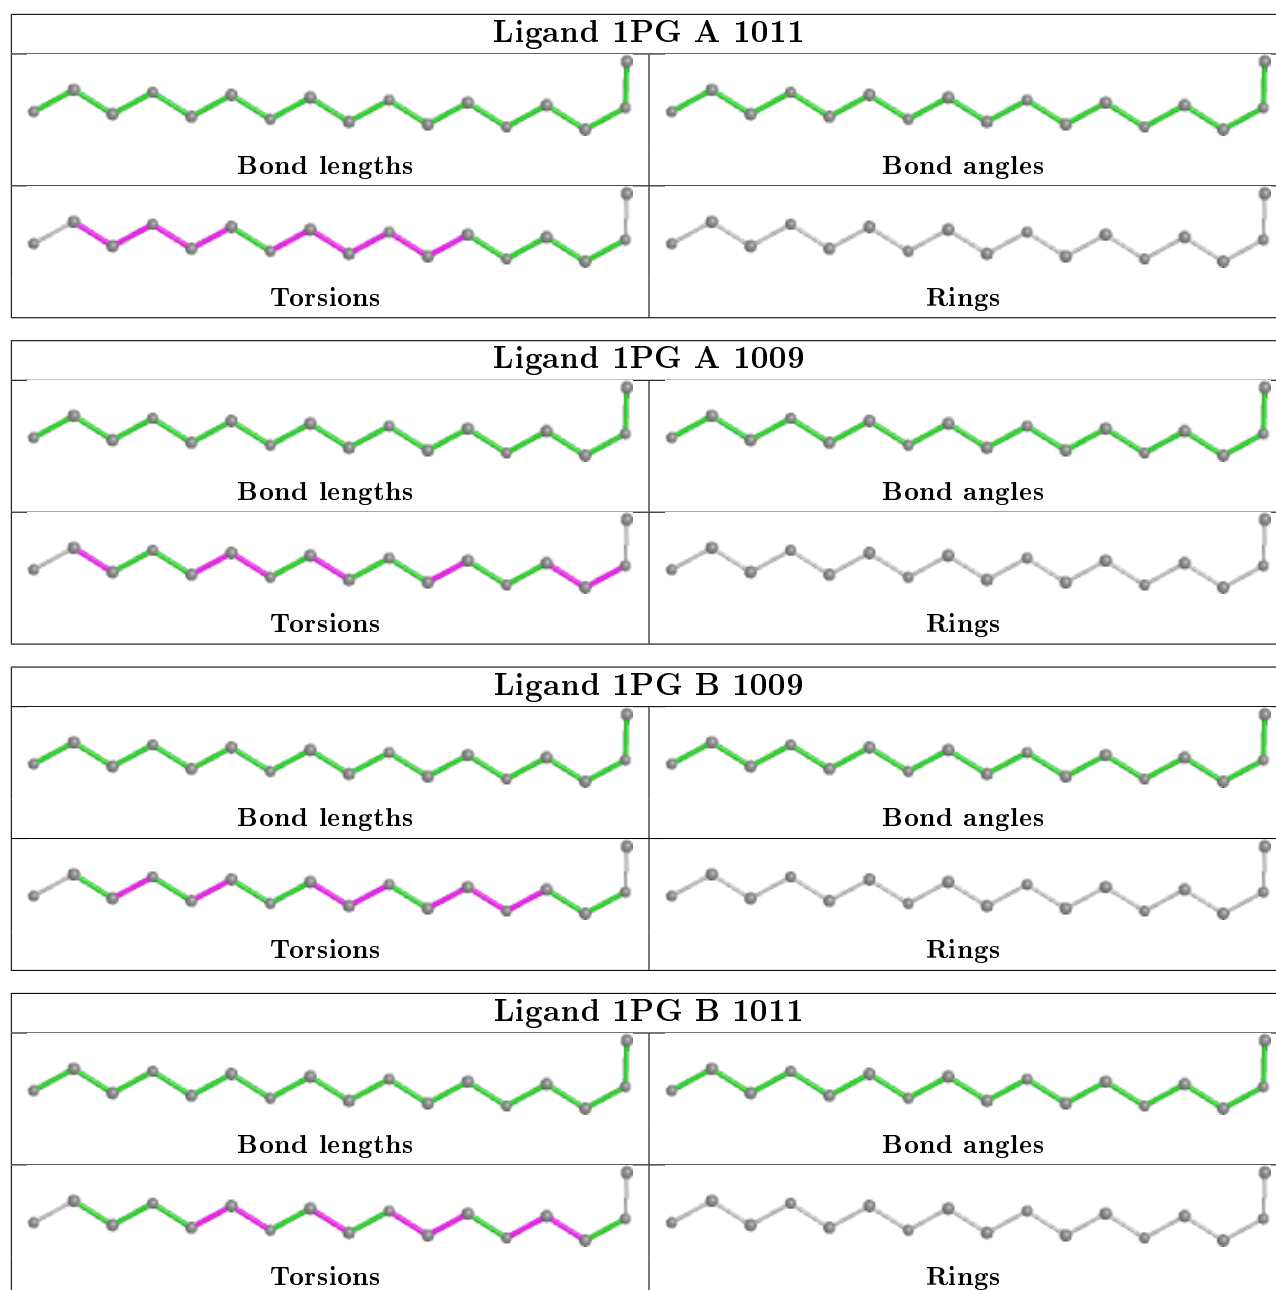 Ligand 1PG A 1011
Bond lengths
Bond angles
Torsions
Rings
Ligand 1PG A 1009
Bond lengths
Bond angles
Torsions
Rings
Ligand 1PG B 1009
Bond lengths
Bond angles
Torsions
Rings
Ligand 1PG B 1011
Bond lengths
Bond angles
Torsions
Rings